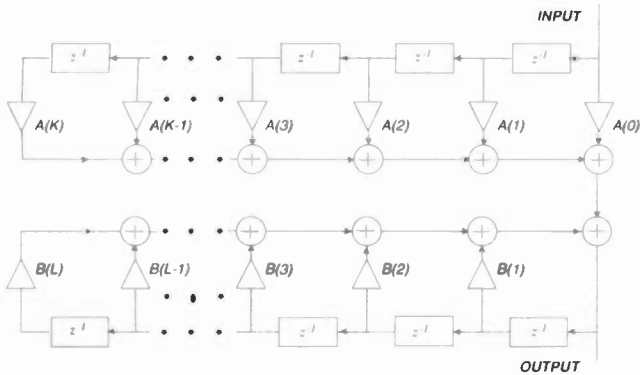 INPUT
z⁻¹ z⁻¹ z⁻¹ z⁻¹
A(K) A(K-1) A(3) A(2) A(1) A(0)
B(L) B(L-1) B(3) B(2) B(1)
z⁻¹ z⁻¹ z⁻¹ z⁻¹
OUTPUT